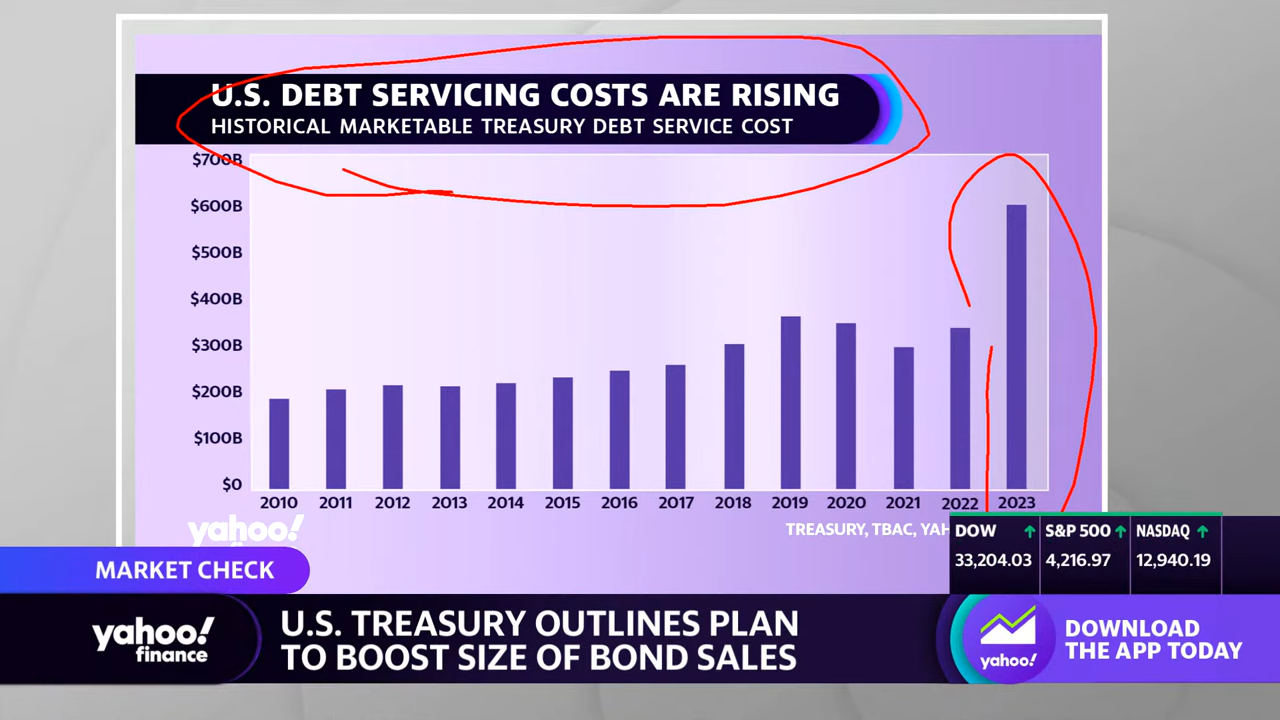 U.S. DEBT SERVICING COSTS ARE RISING
HISTORICAL MARKETABLE TREASURY DEBT SERVICE COST
$700B
$600B
$500B
$400B
$300B
$200B
$100B
$0
2010 2011 2012 2013 2014 2015 2016 2017 2018 2019 2020 2021 2022 2023
TREASURY, TBAC, YAH
yahoo!
MARKET CHECK
DOW S&P 500 NASDAQ
33,204.03 4,216.97 12,940.19
yahoo!
finance
U.S. TREASURY OUTLINES PLAN
TO BOOST SIZE OF BOND SALES
yahoo!
DOWNLOAD
THE APP TODAY